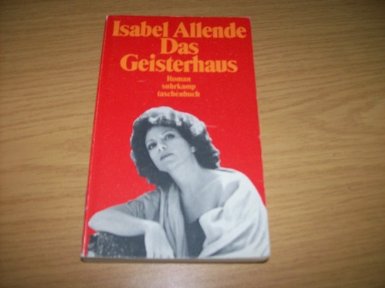 Isabel Allende
Das
Geisterhaus
Roman
suhrkamp
taschenbuch